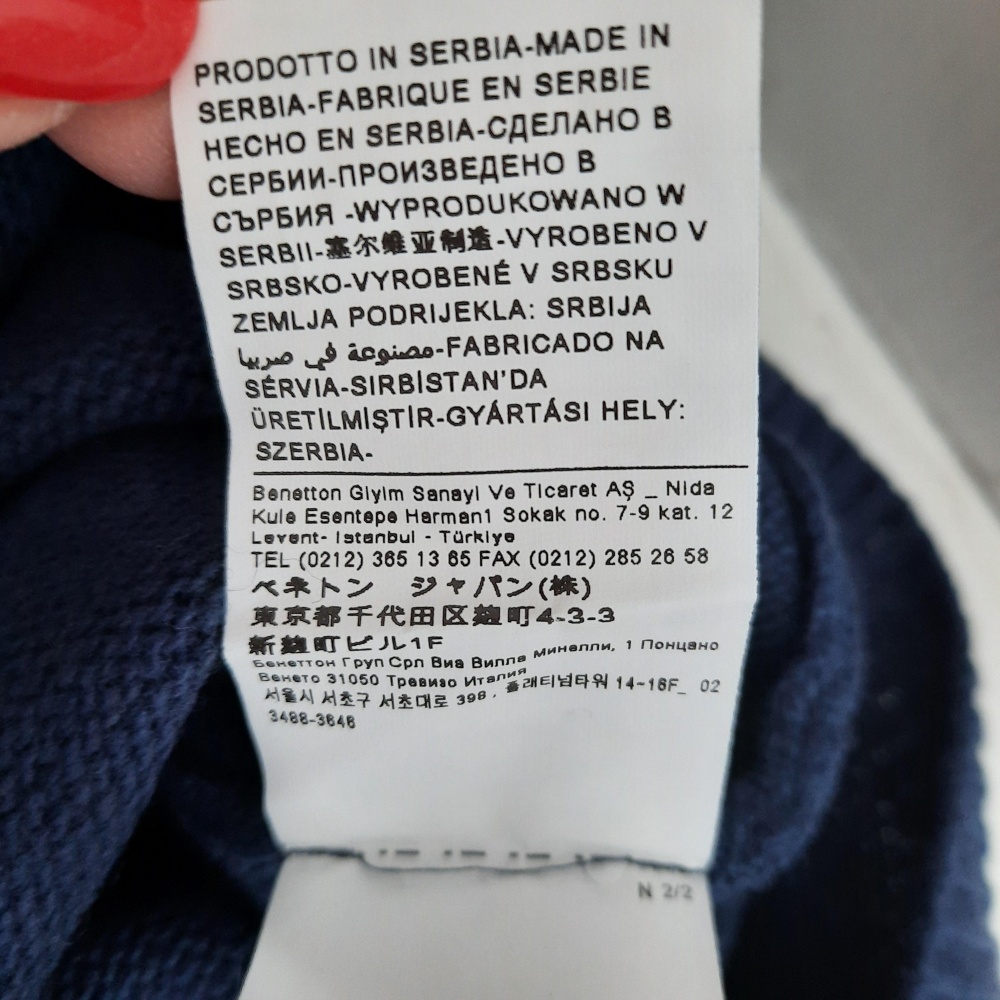 PRODOTTO IN SERBIA-MADE IN
SERBIA-FABRIQUE EN SERBIE
HECHO EN SERBIA-СДЕЛАНО В
СЕРБИИ-ПРОИЗВЕДЕНО В
СЪРБИЯ -WYPRODUKOWANO W
SERBII-塞尔维亚制造-VYROBENO V
SRBSKO-VYROBENÉ V SRBSKU
ZEMLJA PODRIJEKLA: SRBIJA
مصنوعة في صربيا-FABRICADO NA
SÉRVIA-SIRBİSTAN'DA
ÜRETİLMİŞTİR-GYÁRTÁSI HELY:
SZERBIA-
Benetton Giyim Sanayi Ve Ticaret AŞ _ Nida
Kule Esentepe Harman1 Sokak no. 7-9 kat. 12
Levent- Istanbul - Türkiye
TEL (0212) 365 13 65 FAX (0212) 285 26 58
ベネトン ジャパン(株)
東京都千代田区麹町4-3-3
新麹町ビル1F
Бенеттон Груп Срл Виа Вилла Минелли, 1 Понцано
Венето 31050 Тревизо Италия
서울시 서초구 서초대로 398, 플래티넘타워 14~16F_ 02
3488-3648
N 2/2